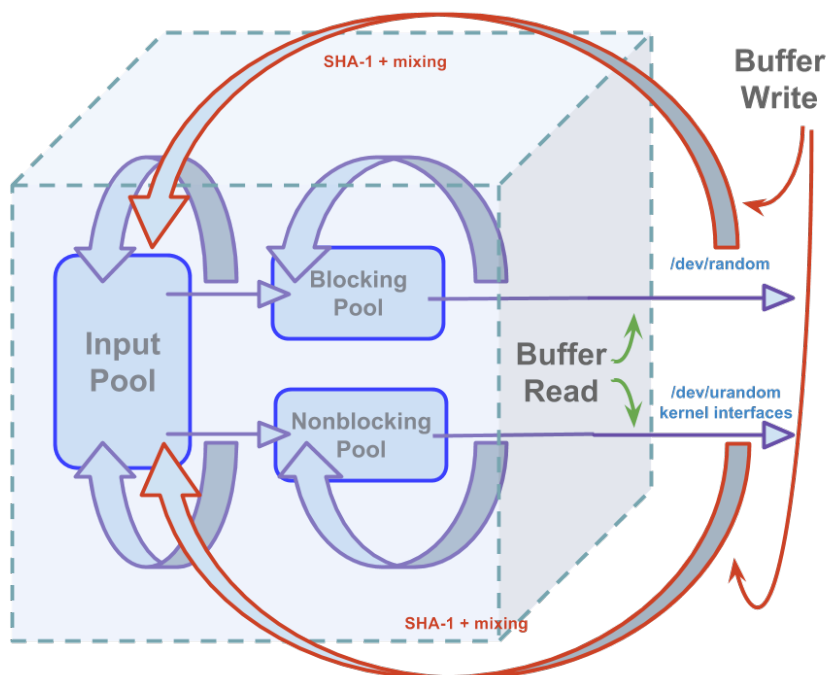 SHA-1 + mixing
Buffer
Write
/dev/random
Blocking
Pool
Input
Pool
Buffer
Read
/dev/urandom
kernel interfaces
Nonblocking
Pool
SHA-1 + mixing